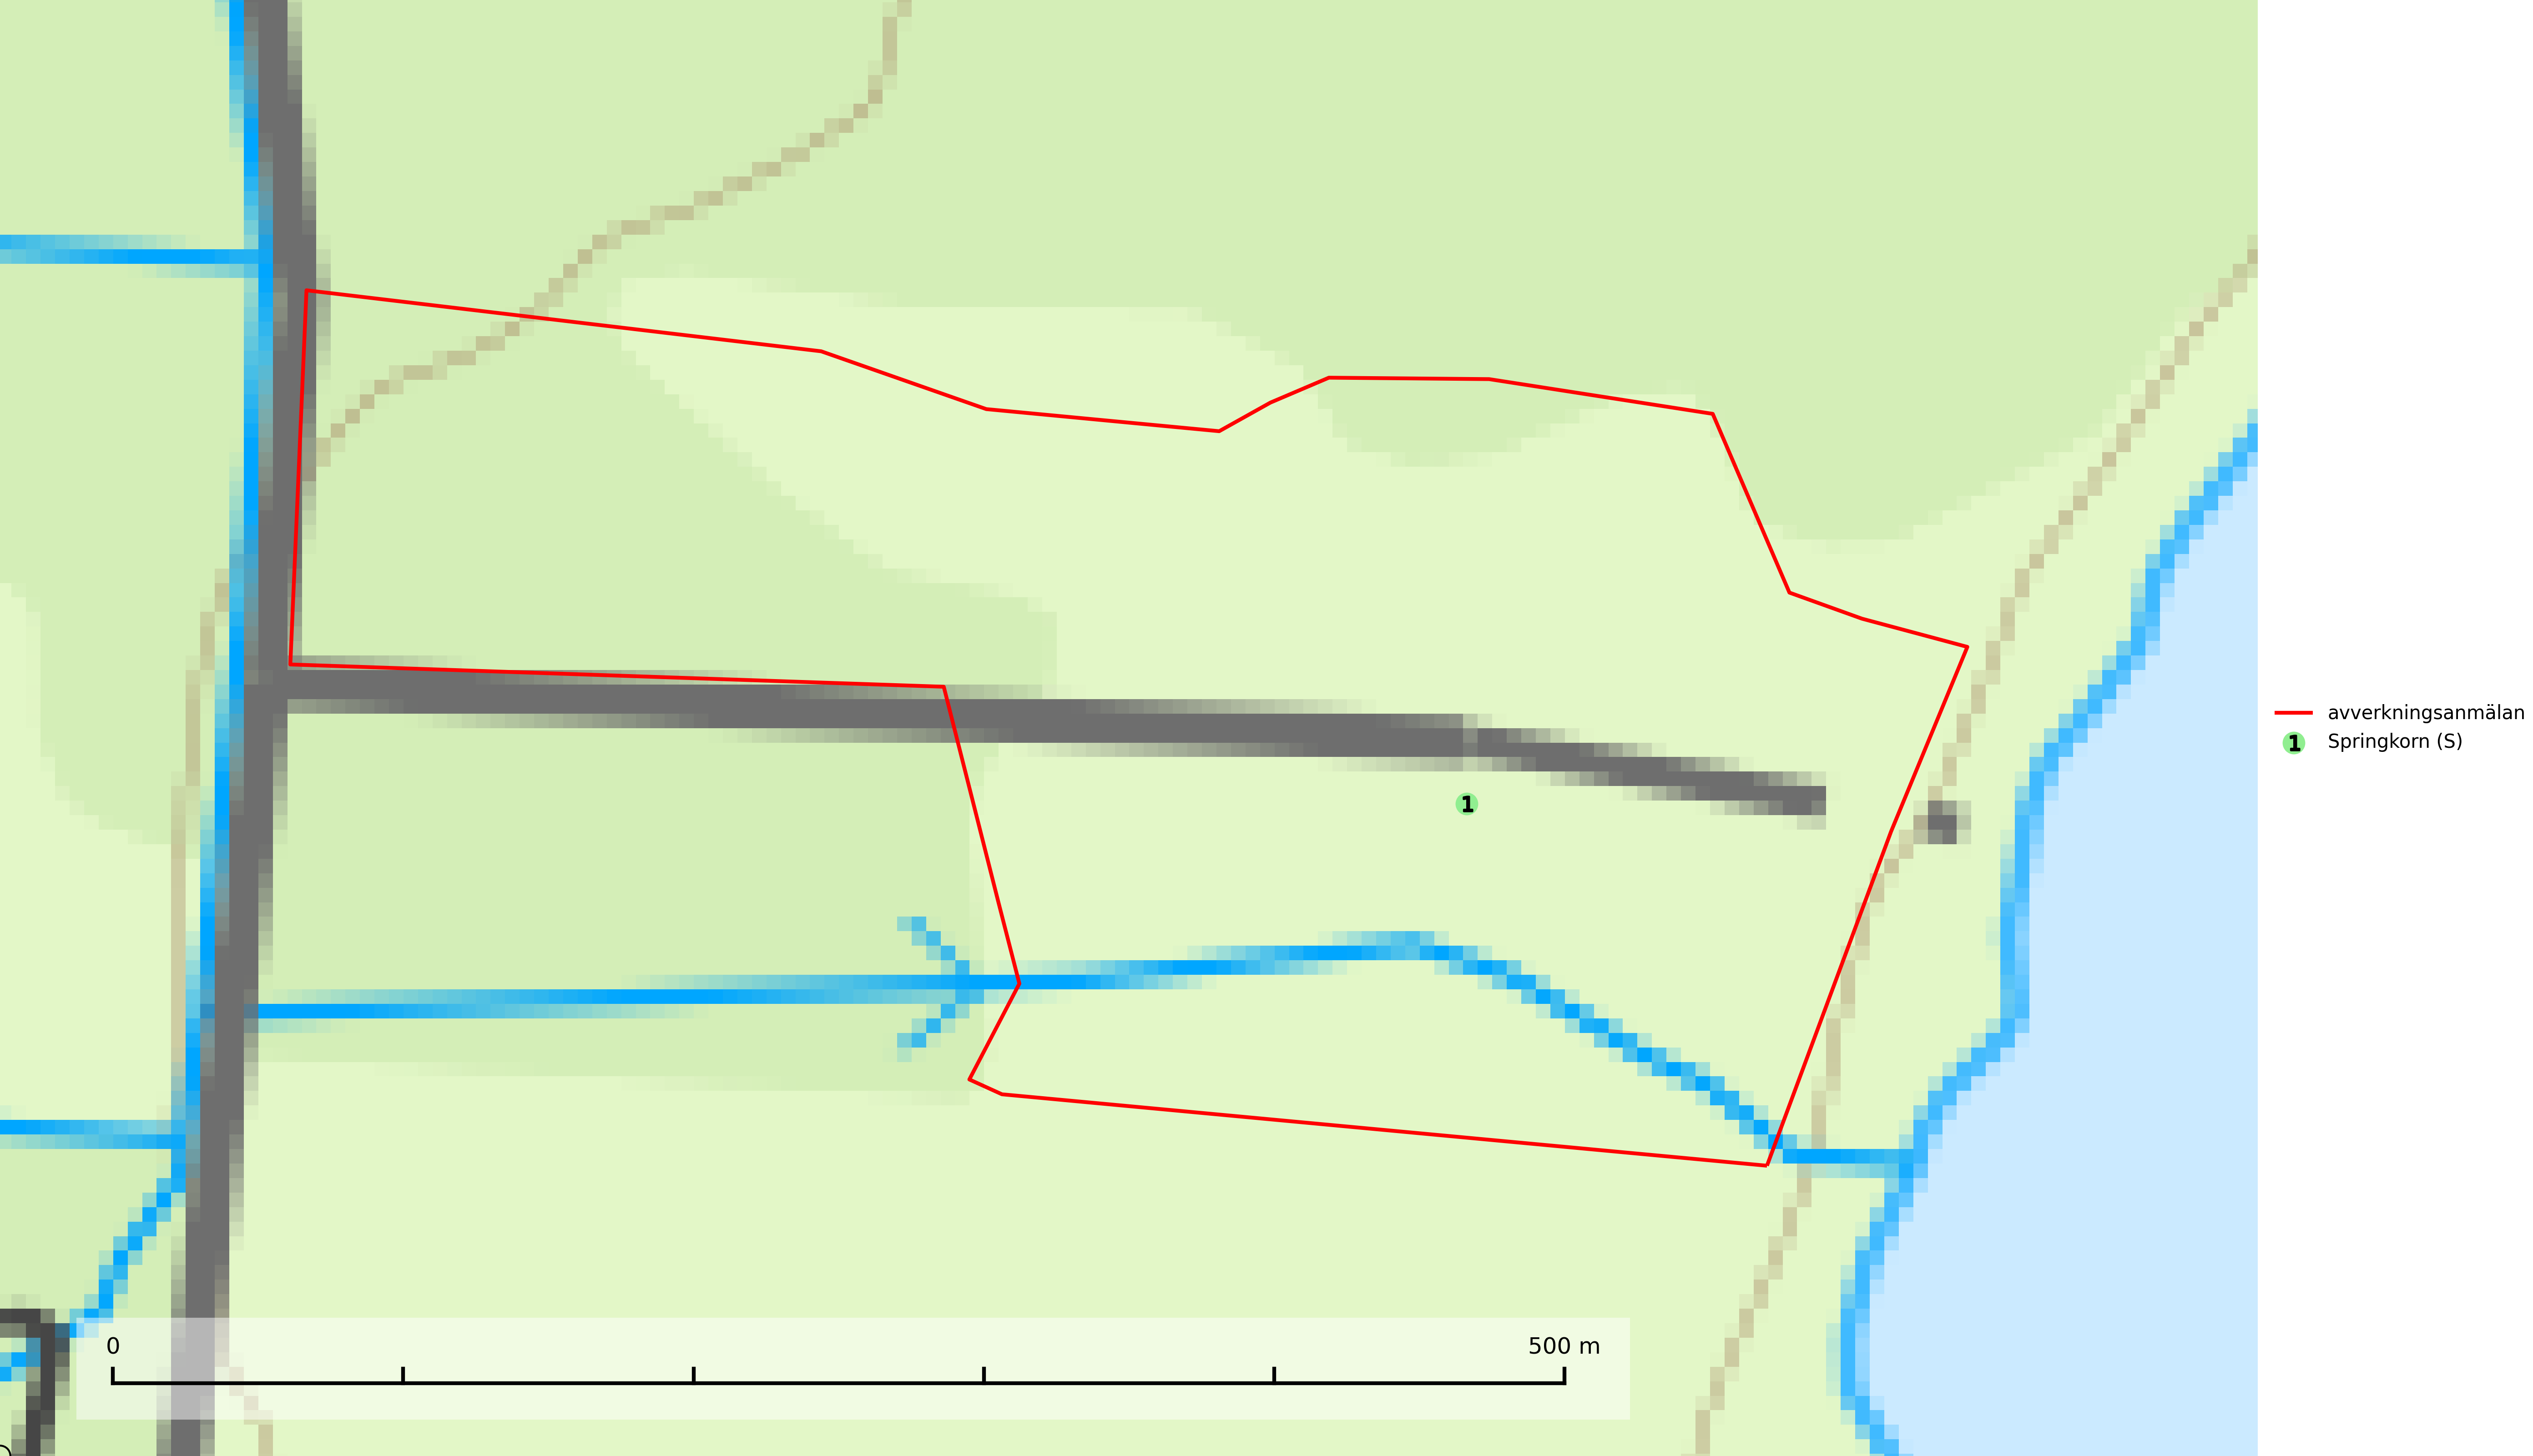 avverkningsanmälan
1 Springkorn (S)
1
0 500 m